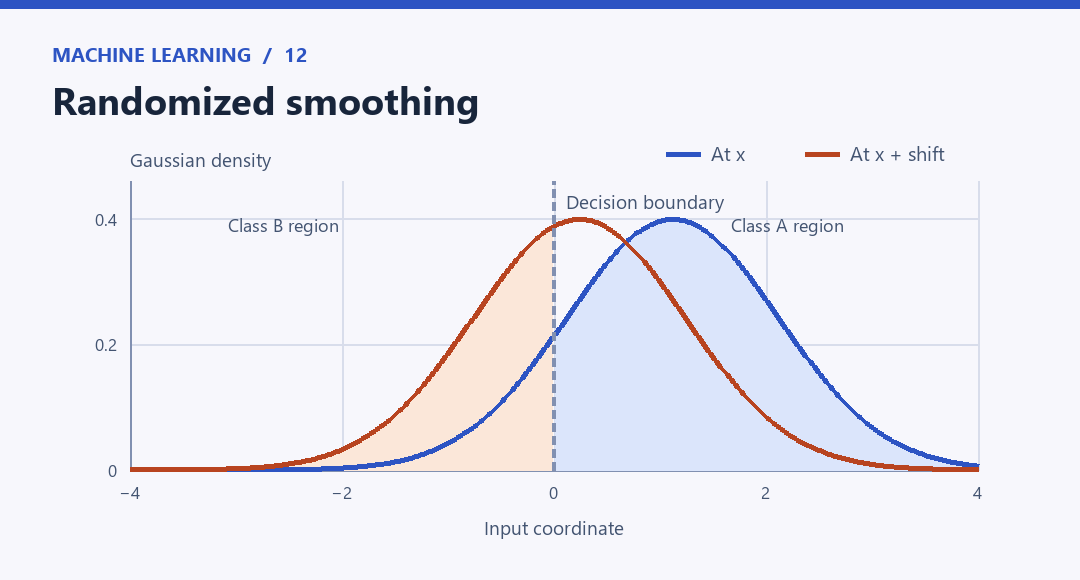 MACHINE LEARNING / 12
Randomized smoothing
Gaussian density
At x
At x + shift
Decision boundary
0.4
Class B region
Class A region
0.2
0
−4
−2
0
2
4
Input coordinate